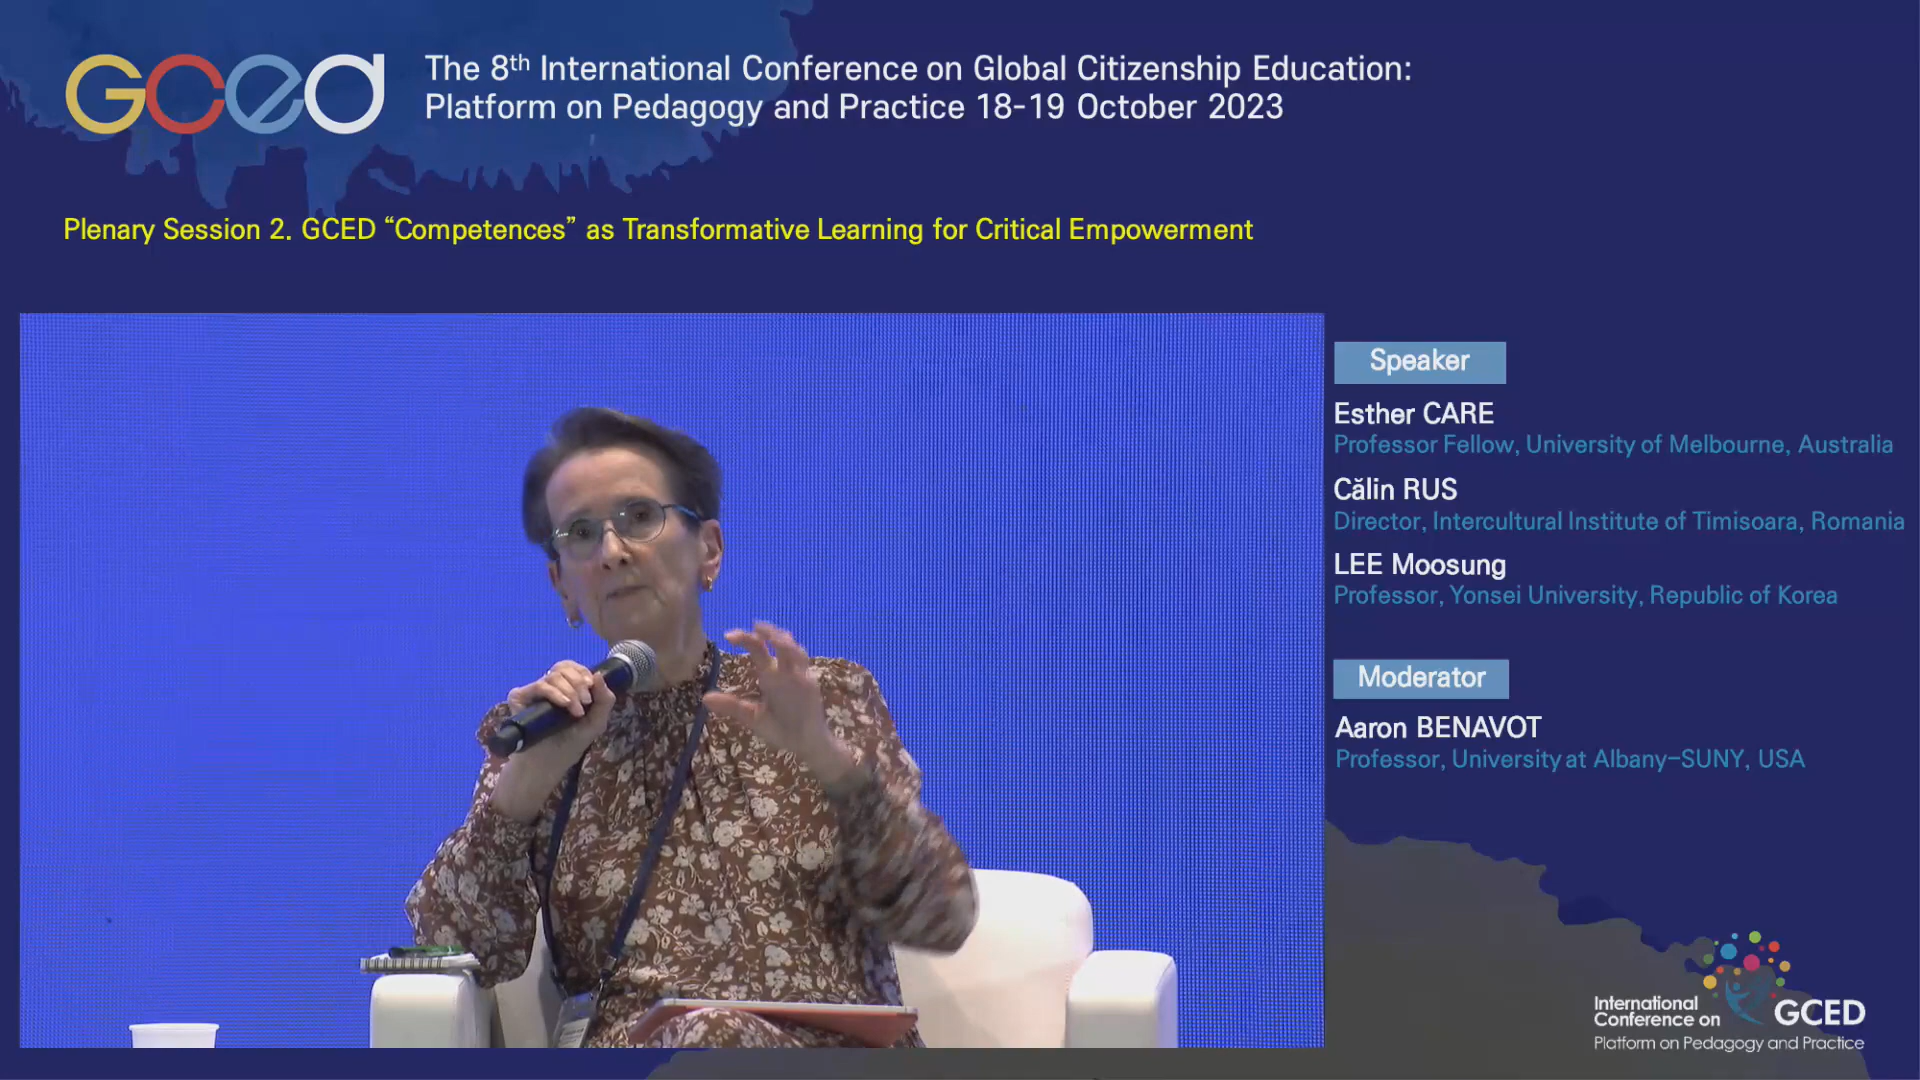 GCED
The 8th International Conference on Global Citizenship Education:
Platform on Pedagogy and Practice 18-19 October 2023
Plenary Session 2. GCED “Competences” as Transformative Learning for Critical Empowerment
Speaker
Esther CARE
Professor Fellow, University of Melbourne, Australia
Călin RUS
Director, Intercultural Institute of Timisoara, Romania
LEE Moosung
Professor, Yonsei University, Republic of Korea
Moderator
Aaron BENAVOT
Professor, University at Albany-SUNY, USA
International
Conference on GCED
Platform on Pedagogy and Practice